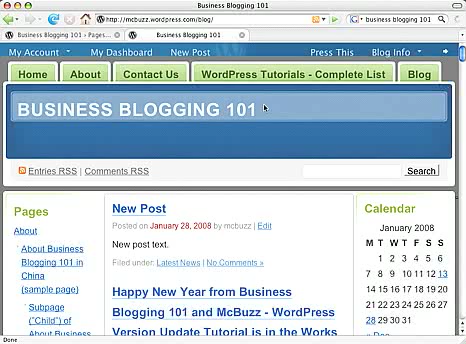 Business Blogging 101
http://mcbuzz.wordpress.com/blog/
business blogging 101
Business Blogging 101 › Pages...
Business Blogging 101
My Account My Dashboard New Post Press This Blog Info
Home About Contact Us WordPress Tutorials - Complete List Blog
BUSINESS BLOGGING 101
Entries RSS | Comments RSS Search
Pages
About
About Business
Blogging 101 in
China
(sample page)
Subpage
("Child") of
About Business
New Post
Posted on January 28, 2008 by mcbuzz | Edit
New post text.
Filed under: Latest News | No Comments »
Happy New Year from Business
Blogging 101 and McBuzz - WordPress
Version Update Tutorial is in the Works
Calendar
January 2008
M T W T F S S
1 2 3 4 5 6
7 8 9 10 11 12 13
14 15 16 17 18 19 20
21 22 23 24 25 26 27
28 29 30 31
« Dec
Done